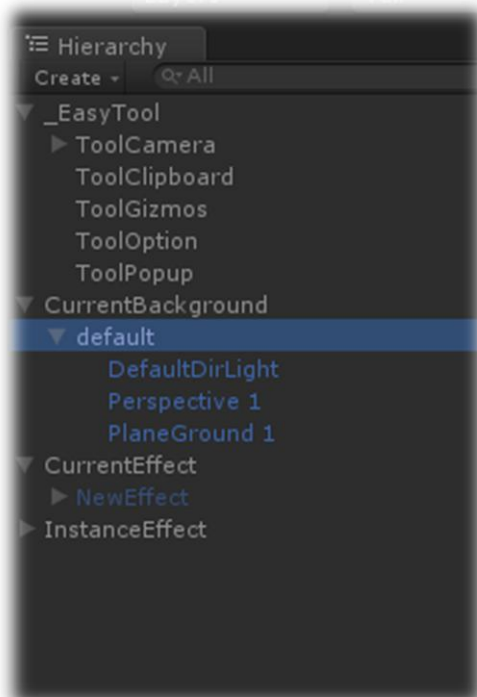 Hierarchy
Create All
_EasyTool
ToolCamera
ToolClipboard
ToolGizmos
ToolOption
ToolPopup
CurrentBackground
default
DefaultDirLight
Perspective 1
PlaneGround 1
CurrentEffect
NewEffect
InstanceEffect